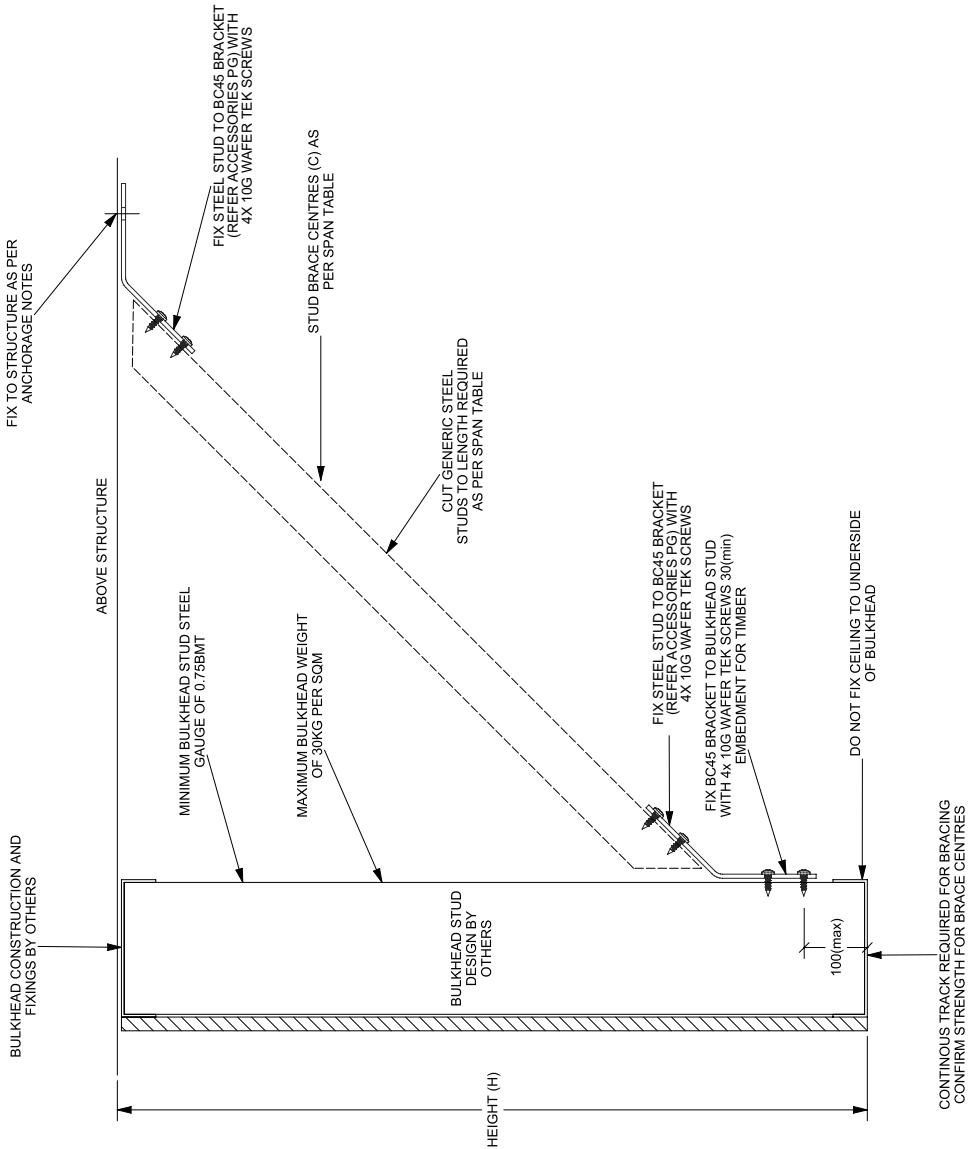 BULKHEAD CONSTRUCTION AND
FIXINGS BY OTHERS
ABOVE STRUCTURE
FIX TO STRUCTURE AS PER
ANCHORAGE NOTES
MINIMUM BULKHEAD STUD STEEL
GAUGE OF 0.75BMT
MAXIMUM BULKHEAD WEIGHT
OF 30KG PER SQM
FIX STEEL STUD TO BC45 BRACKET
(REFER ACCESSORIES PG) WITH
4X 10G WAFER TEK SCREWS
STUD BRACE CENTRES (C) AS
PER SPAN TABLE
CUT GENERIC STEEL
STUDS TO LENGTH REQUIRED
AS PER SPAN TABLE
BULKHEAD STUD
DESIGN BY
OTHERS
HEIGHT (H)
FIX STEEL STUD TO BC45 BRACKET
(REFER ACCESSORIES PG) WITH
4X 10G WAFER TEK SCREWS
FIX BC45 BRACKET TO BULKHEAD STUD
WITH 4x 10G WAFER TEK SCREWS 30(min)
EMBEDMENT FOR TIMBER
100(max)
DO NOT FIX CEILING TO UNDERSIDE
OF BULKHEAD
CONTINOUS TRACK REQUIRED FOR BRACING
CONFIRM STRENGTH FOR BRACE CENTRES